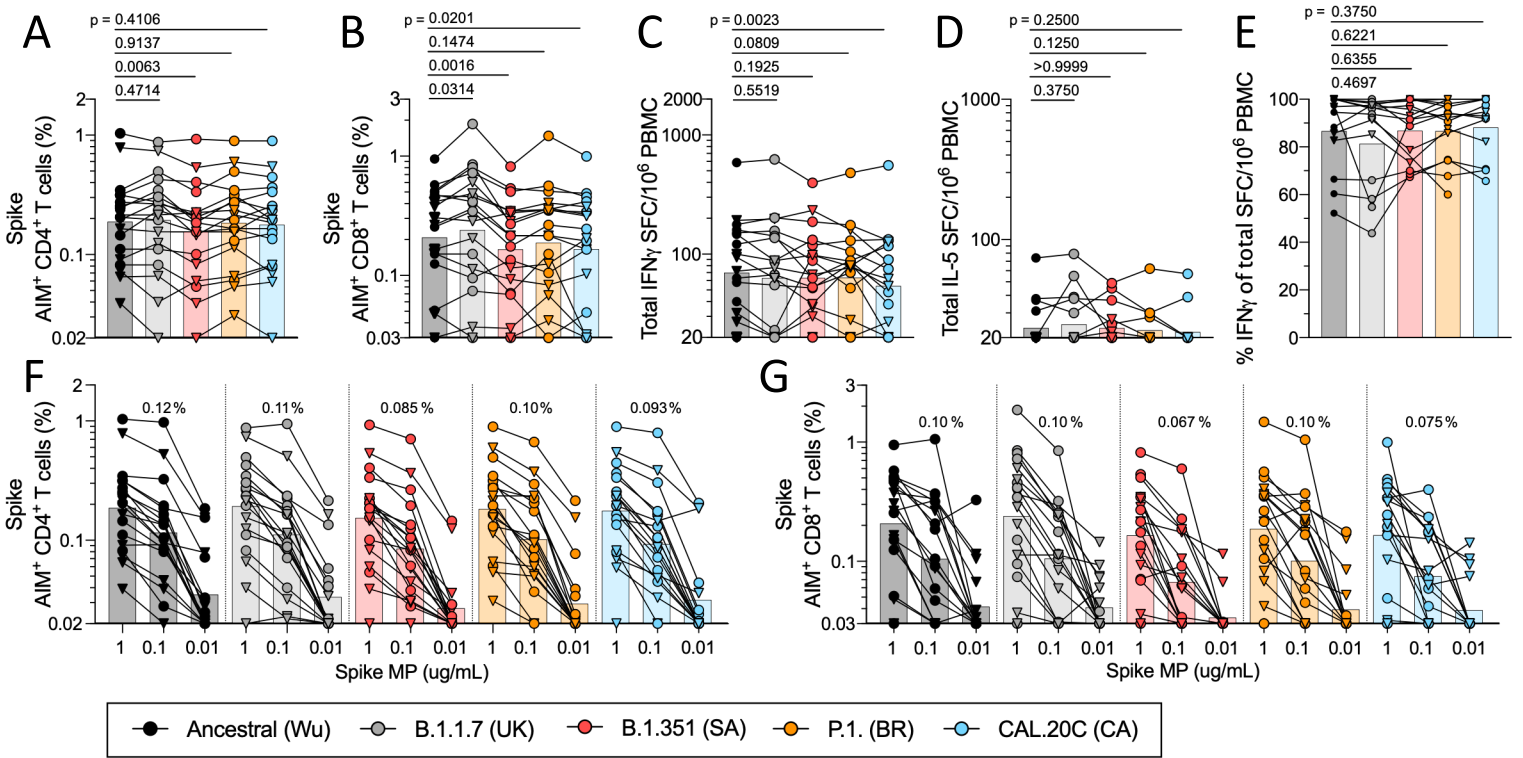 A
p = 0.4106
0.9137
0.0063
0.4714
Spike
AIM⁺ CD4⁺ T cells (%)
2
1
0.1
0.02
B
p = 0.0201
0.1474
0.0016
0.0314
Spike
AIM⁺ CD8⁺ T cells (%)
3
1
0.1
0.03
C
p = 0.0023
0.0809
0.1925
0.5519
Total IFNγ SFC/10⁶ PBMC
2000
1000
100
20
D
p = 0.2500
0.1250
>0.9999
0.3750
Total IL-5 SFC/10⁶ PBMC
1000
100
20
E
p = 0.3750
0.6221
0.6355
0.4697
% IFNγ of total SFC/10⁶ PBMC
100
80
60
40
20
0
F
Spike
AIM⁺ CD4⁺ T cells (%)
2
1
0.1
0.02
0.12%
0.11%
0.085%
0.10%
0.093%
1 0.1 0.01 1 0.1 0.01 1 0.1 0.01 1 0.1 0.01 1 0.1 0.01
Spike MP (ug/mL)
G
Spike
AIM⁺ CD8⁺ T cells (%)
3
1
0.1
0.03
0.10%
0.10%
0.067%
0.10%
0.075%
1 0.1 0.01 1 0.1 0.01 1 0.1 0.01 1 0.1 0.01 1 0.1 0.01
Spike MP (ug/mL)
Ancestral (Wu) B.1.1.7 (UK) B.1.351 (SA) P.1. (BR) CAL.20C (CA)